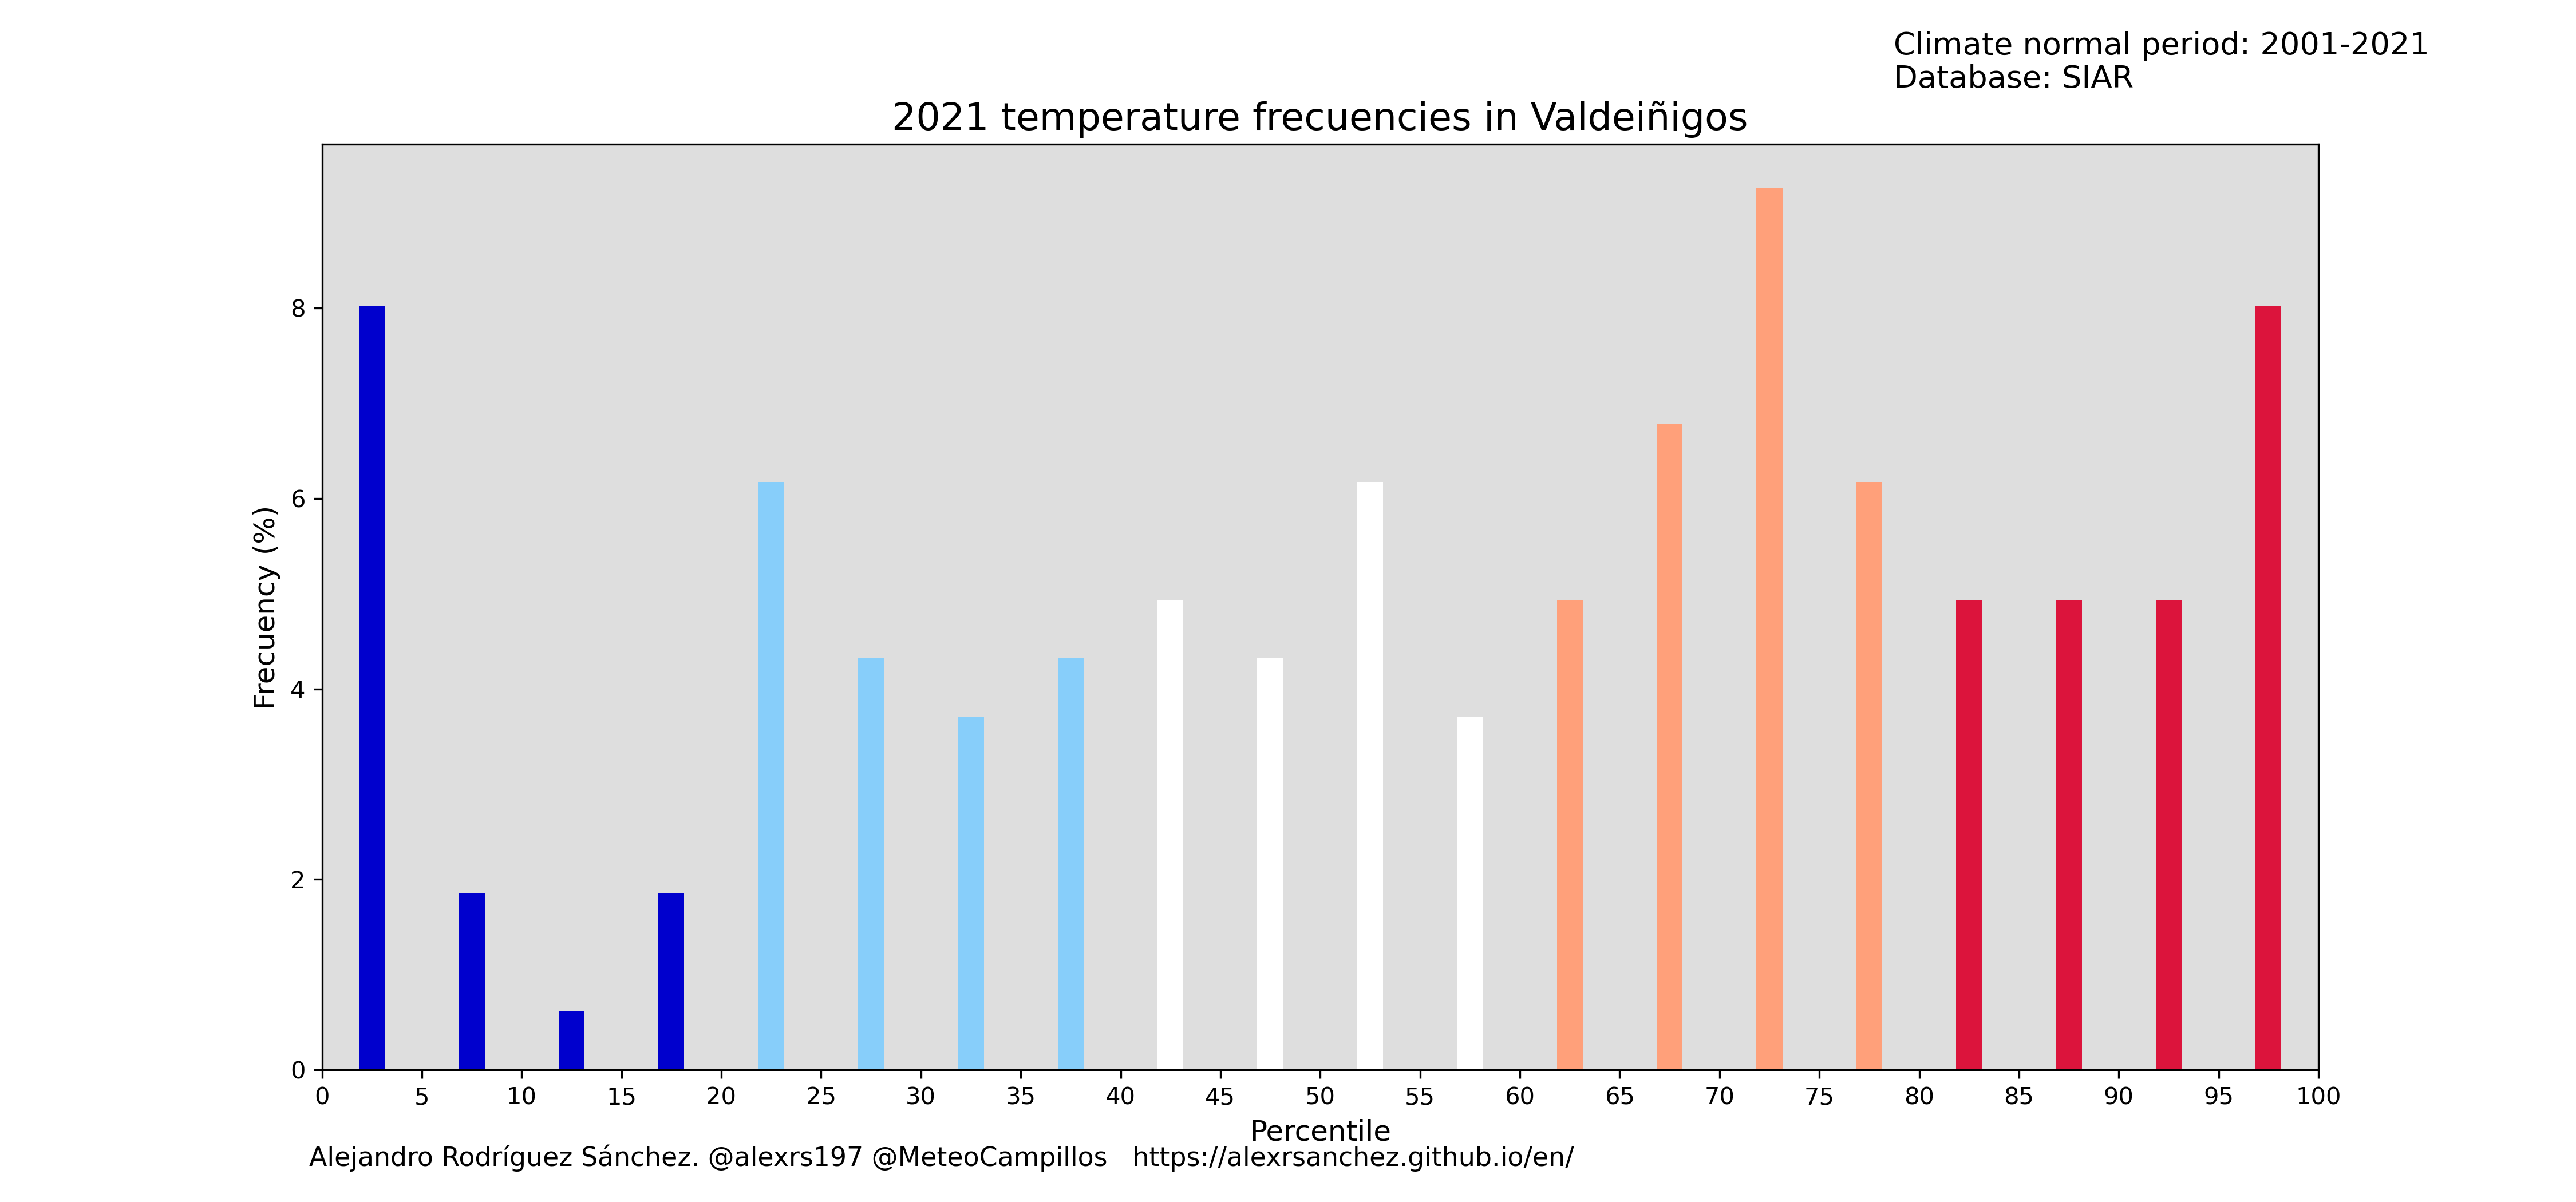 Climate normal period: 2001-2021
Database: SIAR
2021 temperature frecuencies in Valdeiñigos
Frecuency (%)
8
6
4
2
0
0 5 10 15 20 25 30 35 40 45 50 55 60 65 70 75 80 85 90 95 100
Percentile
Alejandro Rodríguez Sánchez. @alexrs197 @MeteoCampillos https://alexrsanchez.github.io/en/